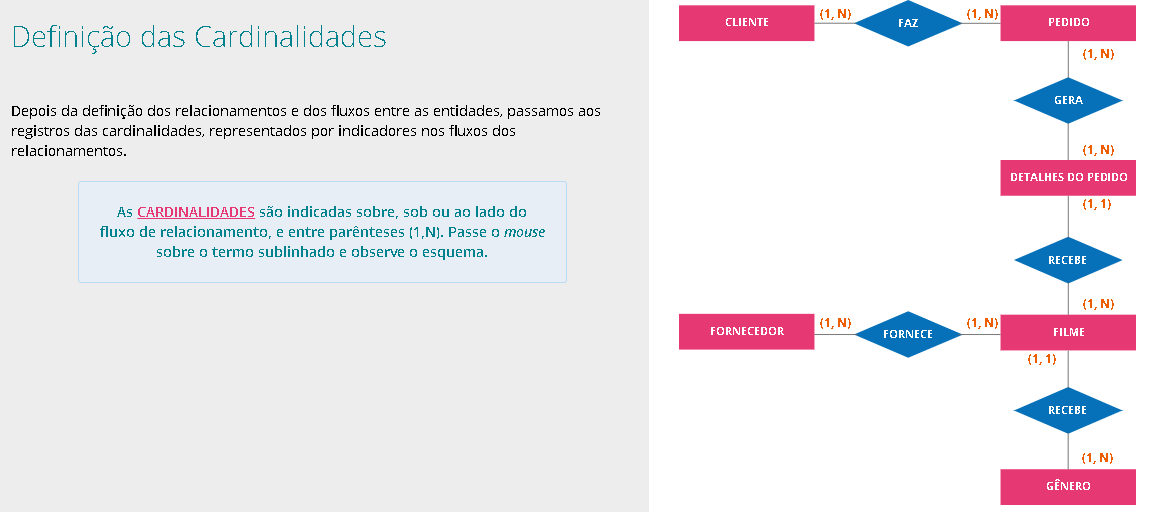 Definição das Cardinalidades
Depois da definição dos relacionamentos e dos fluxos entre as entidades, passamos aos
registros das cardinalidades, representados por indicadores nos fluxos dos
relacionamentos.
As CARDINALIDADES são indicadas sobre, sob ou ao lado do
fluxo de relacionamento, e entre parênteses (1,N). Passe o mouse
sobre o termo sublinhado e observe o esquema.
CLIENTE (1, N) FAZ (1, N) PEDIDO
(1, N)
GERA
(1, N)
DETALHES DO PEDIDO
(1, 1)
RECEBE
(1, N)
FORNECEDOR (1, N) FORNECE (1, N) FILME
(1, 1)
RECEBE
(1, N)
GÊNERO